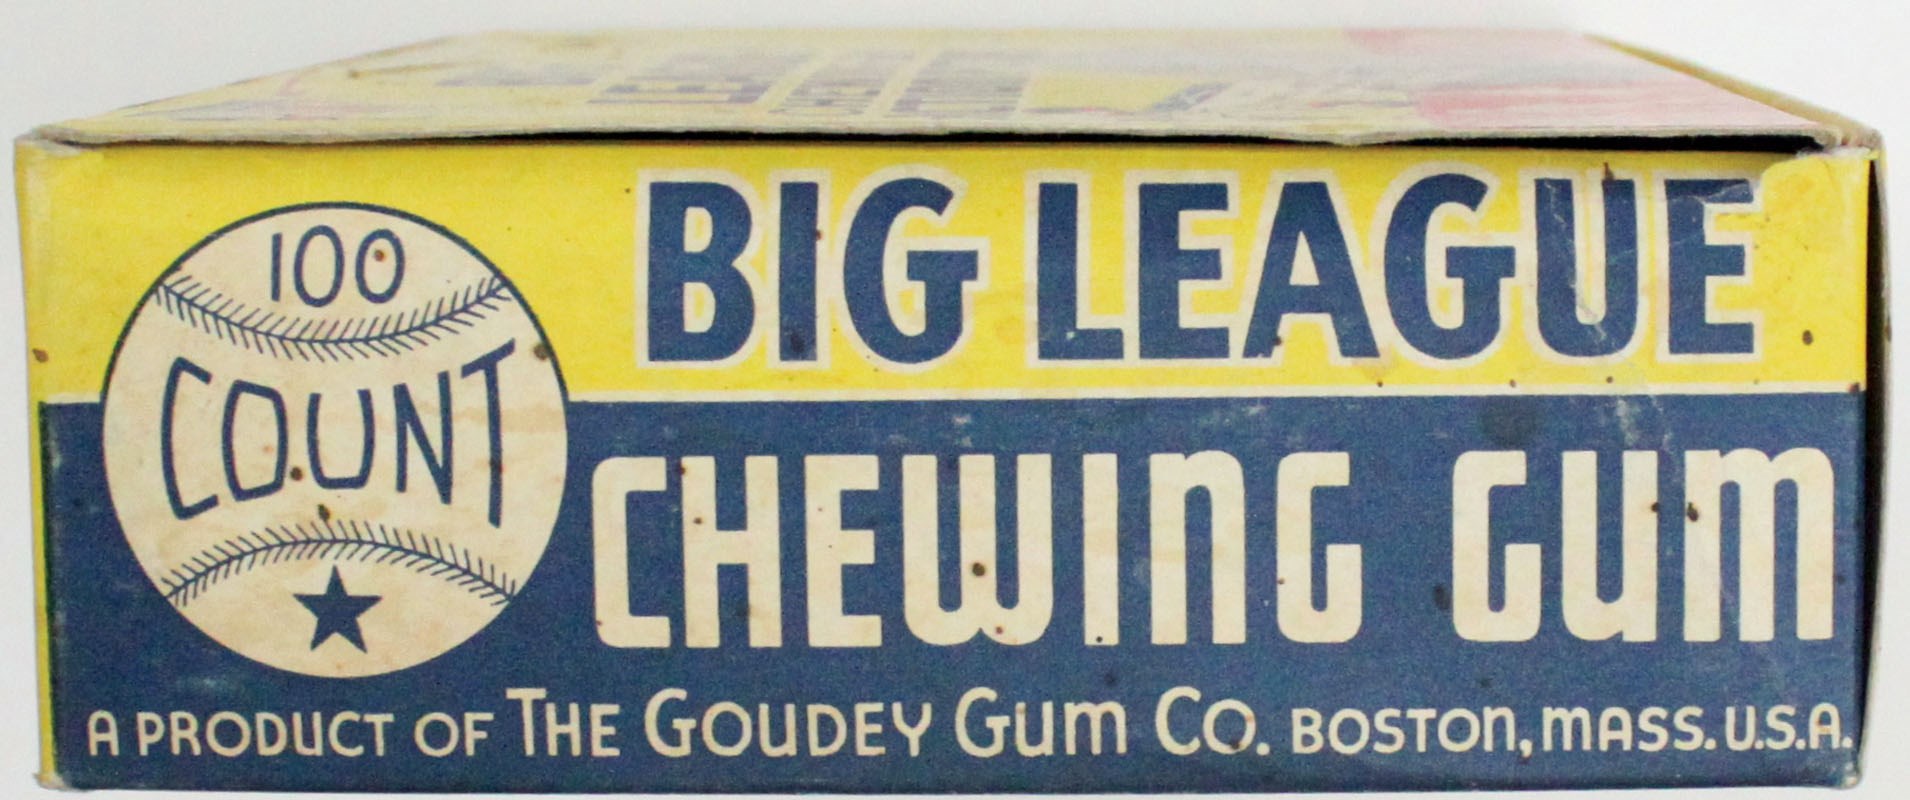 100
COUNT
BIG LEAGUE
CHEWING GUM
A PRODUCT OF THE GOUDEY GUM CO. BOSTON, MASS. U.S.A.